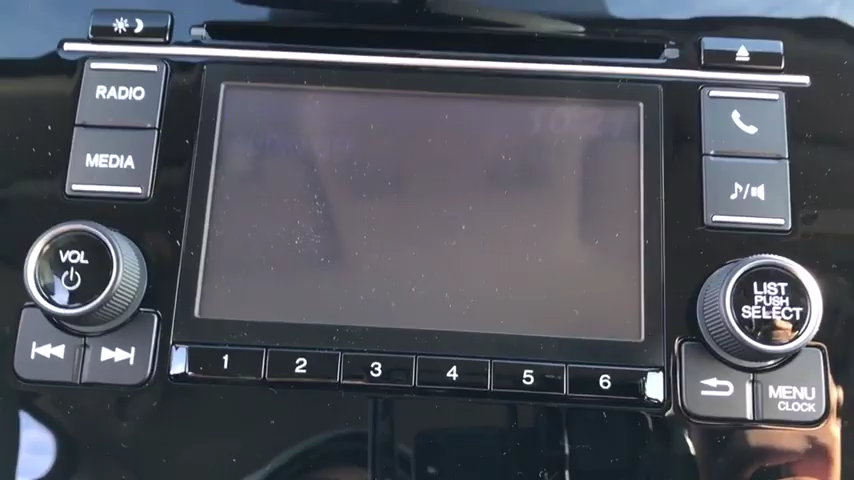 RADIO
MEDIA
VOL
1 2 3 4 5 6
LIST
PUSH
SELECT
MENU
CLOCK